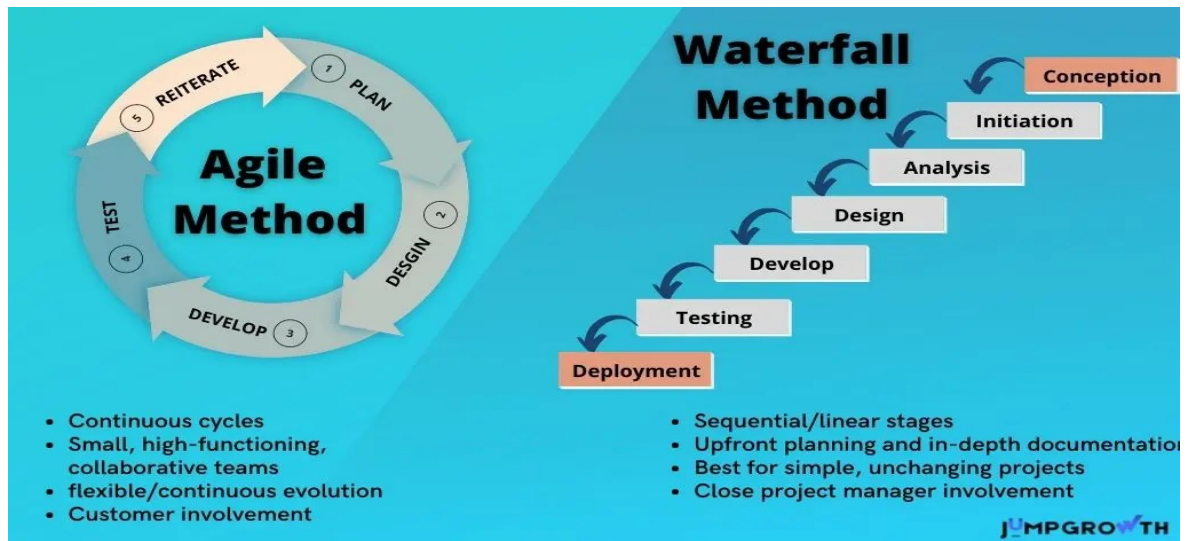 Agile
Method
1 PLAN
2 DESGIN
3 DEVELOP
4 TEST
5 REITERATE
• Continuous cycles
• Small, high-functioning,
collaborative teams
• flexible/continuous evolution
• Customer involvement
Waterfall
Method
Conception
Initiation
Analysis
Design
Develop
Testing
Deployment
• Sequential/linear stages
• Upfront planning and in-depth documentation
• Best for simple, unchanging projects
• Close project manager involvement
JUMPGROWTH